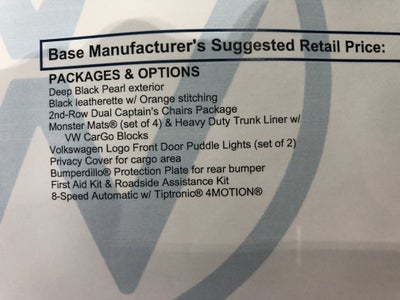 Base Manufacturer's Suggested Retail Price:
PACKAGES & OPTIONS
Deep Black Pearl exterior
Black leatherette w/ Orange stitching
2nd-Row Dual Captain's Chairs Package
Monster Mats® (set of 4) & Heavy Duty Trunk Liner w/
VW CarGo Blocks
Volkswagen Logo Front Door Puddle Lights (set of 2)
Privacy Cover for cargo area
Bumperdillo® Protection Plate for rear bumper
First Aid Kit & Roadside Assistance Kit
8-Speed Automatic w/ Tiptronic® 4MOTION®